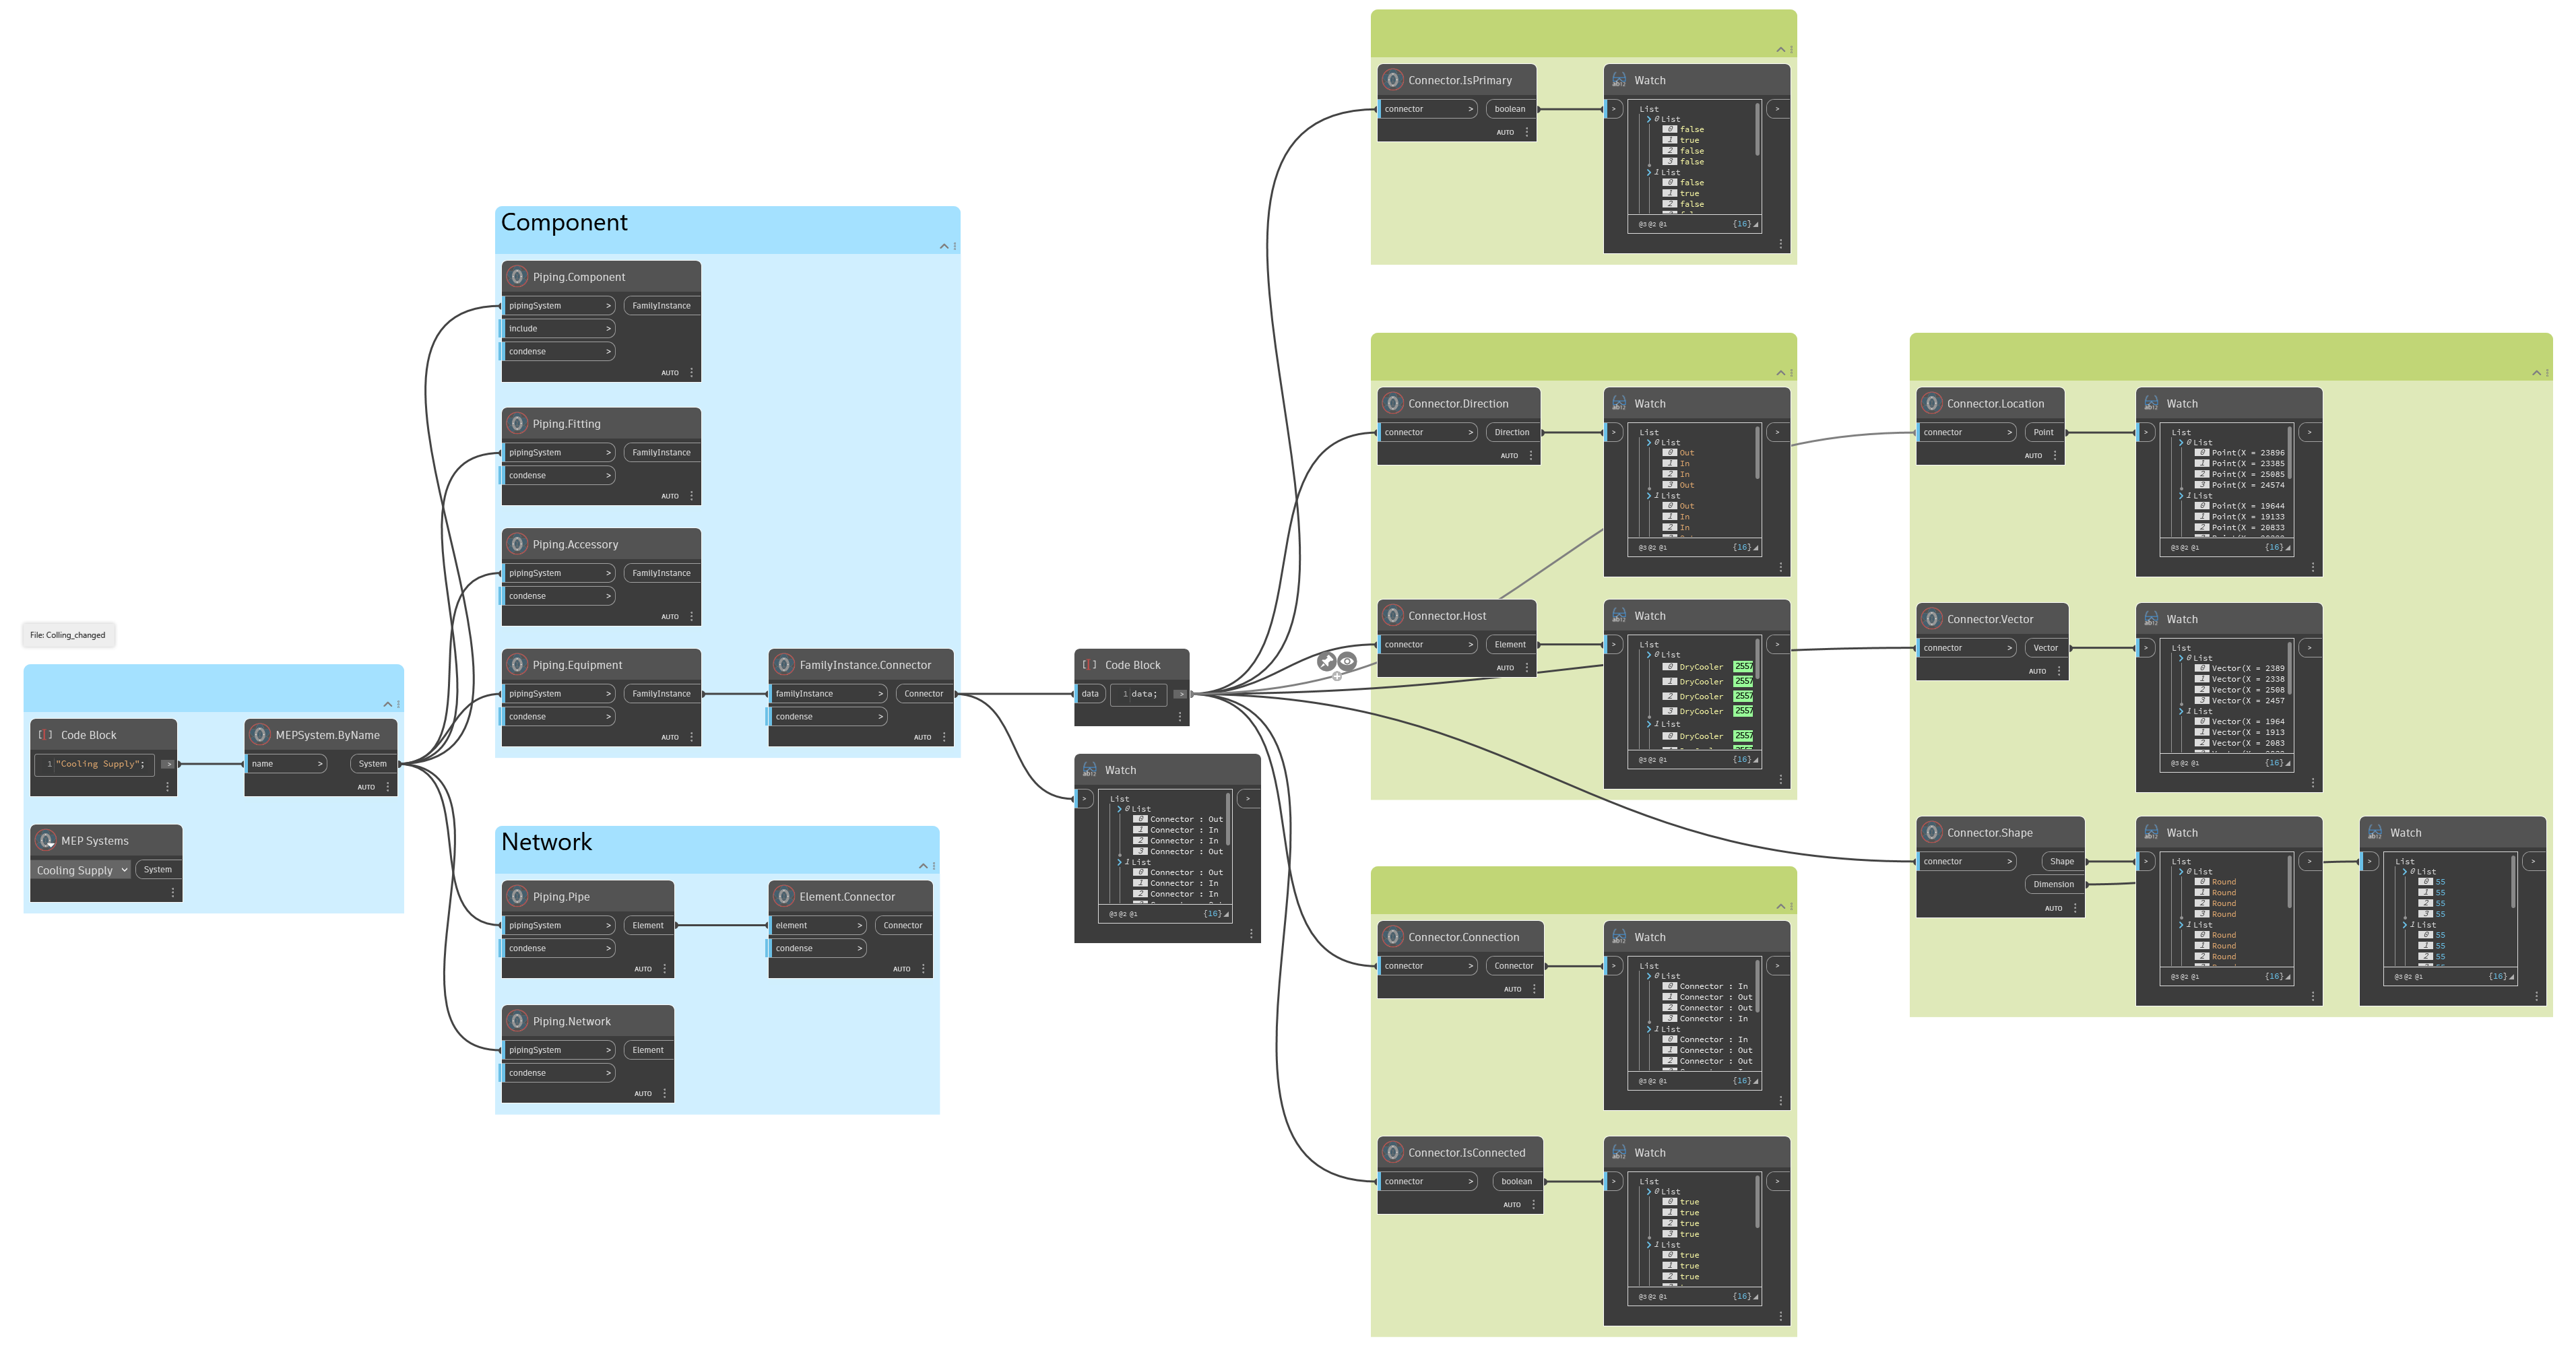 File: Colling_changed
Code Block
1 "Cooling Supply"; >
MEPSystem.ByName
name > System
AUTO
MEP Systems
Cooling Supply System
Component
Piping.Component
pipingSystem > FamilyInstance
include >
condense >
AUTO
Piping.Fitting
pipingSystem > FamilyInstance
condense >
AUTO
Piping.Accessory
pipingSystem > FamilyInstance
condense >
AUTO
Piping.Equipment
pipingSystem > FamilyInstance
condense >
AUTO
FamilyInstance.Connector
familyInstance > Connector
condense >
AUTO
Network
Piping.Pipe
pipingSystem > Element
condense >
AUTO
Element.Connector
element > Connector
condense >
AUTO
Piping.Network
pipingSystem > Element
condense >
AUTO
Code Block
data 1 data; >
Watch
> List >
0 List
0 Connector : Out
1 Connector : In
2 Connector : In
3 Connector : Out
1 List
0 Connector : Out
1 Connector : In
2 Connector : In
@3 @2 @1 {16}
Connector.IsPrimary
connector > boolean
AUTO
Watch
> List >
0 List
0 false
1 true
2 false
3 false
1 List
0 false
1 true
2 false
@3 @2 @1 {16}
Connector.Direction
connector > Direction
AUTO
Watch
> List >
0 List
0 Out
1 In
2 In
3 Out
1 List
0 Out
1 In
2 In
@3 @2 @1 {16}
Connector.Host
connector > Element
AUTO
Watch
> List >
0 List
0 DryCooler 2557
1 DryCooler 2557
2 DryCooler 2557
3 DryCooler 2557
1 List
0 DryCooler 2557
@3 @2 @1 {16}
Connector.Connection
connector > Connector
AUTO
Watch
> List >
0 List
0 Connector : In
1 Connector : Out
2 Connector : Out
3 Connector : In
1 List
0 Connector : In
1 Connector : Out
2 Connector : Out
@3 @2 @1 {16}
Connector.IsConnected
connector > boolean
AUTO
Watch
> List >
0 List
0 true
1 true
2 true
3 true
1 List
0 true
1 true
2 true
@3 @2 @1 {16}
Connector.Location
connector > Point
AUTO
Watch
> List >
0 List
0 Point(X = 23896
1 Point(X = 23385
2 Point(X = 25085
3 Point(X = 24574
1 List
0 Point(X = 19644
1 Point(X = 19133
2 Point(X = 20833
@3 @2 @1 {16}
Connector.Vector
connector > Vector
AUTO
Watch
> List >
0 List
0 Vector(X = 2389
1 Vector(X = 2338
2 Vector(X = 2508
3 Vector(X = 2457
1 List
0 Vector(X = 1964
1 Vector(X = 1913
2 Vector(X = 2083
@3 @2 @1 {16}
Connector.Shape
connector > Shape
Dimension
AUTO
Watch
> List >
0 List
0 Round
1 Round
2 Round
3 Round
1 List
0 Round
1 Round
2 Round
@3 @2 @1 {16}
Watch
> List >
0 List
0 55
1 55
2 55
3 55
1 List
0 55
1 55
2 55
@3 @2 @1 {16}